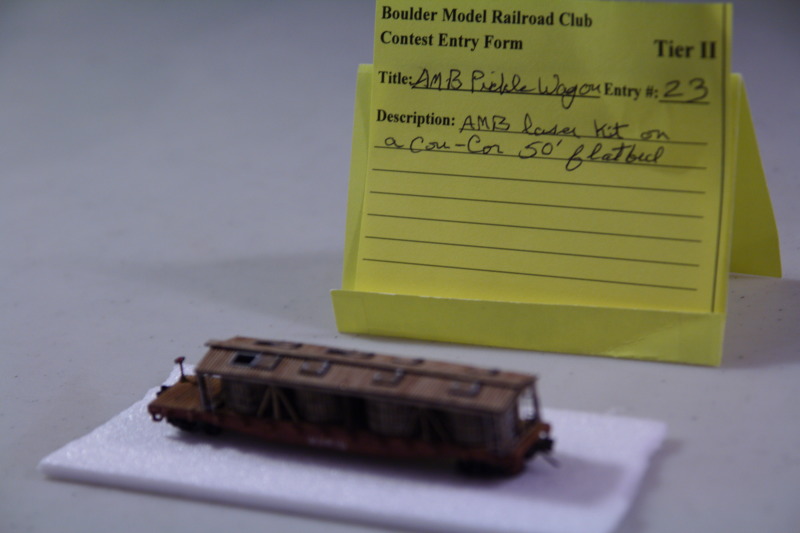 Boulder Model Railroad Club
Contest Entry Form Tier II
Title: AMB Pickle Wagon Entry #: 23
Description: AMB laser kit on
a Con-Cor 50' flatbed